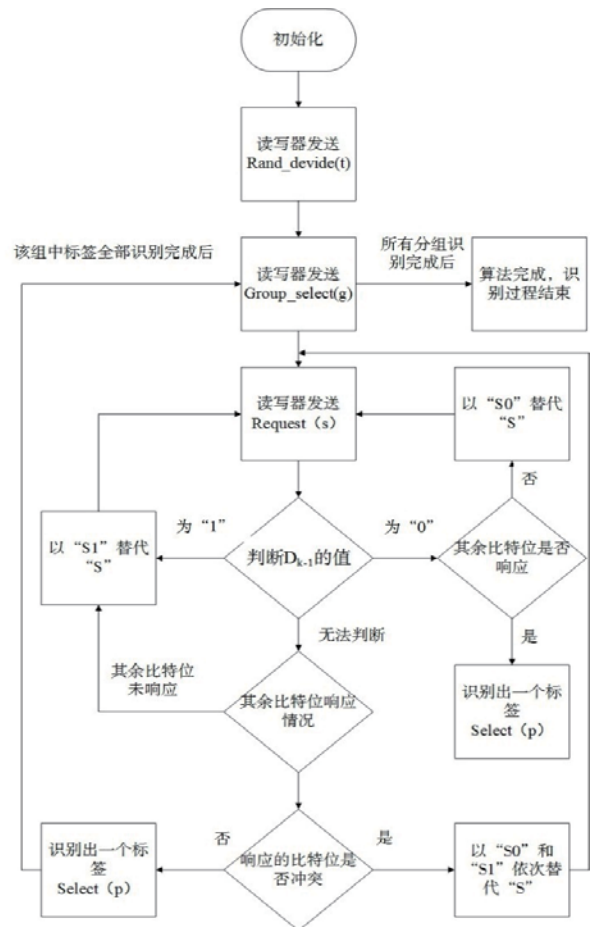 初始化
读写器发送
Rand_devide(t)
该组中标签全部识别完成后
读写器发送
Group_select(g)
所有分组识
别完成后
算法完成，识
别过程结束
读写器发送
Request（s）
以“S0”替代
“S”
否
为“1”
为“0”
以“S1”替代
“S”
判断Dk-1的值
其余比特位是否
响应
无法判断
是
其余比特位
未响应
其余比特位响应
情况
识别出一个标
签
Select（p）
否
是
识别出一个标
签
Select（p）
响应的比特位是
否冲突
以“S0”和
“S1”依次替
代“S”